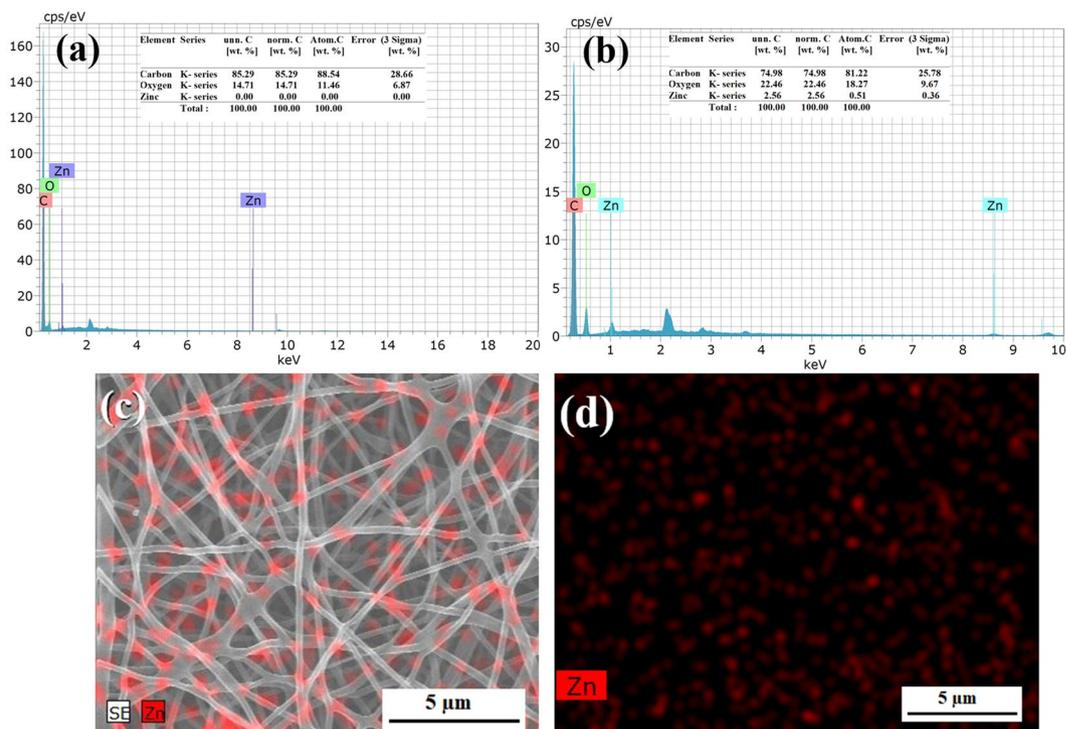 cps/eV
(a)
Element Series unn. C norm. C Atom.C Error (3 Sigma)
[wt. %] [wt. %] [wt. %] [wt. %]
Carbon K- series 85.29 85.29 88.54 28.66
Oxygen K- series 14.71 14.71 11.46 6.87
Zinc K- series 0.00 0.00 0.00 0.00
Total : 100.00 100.00 100.00
160
140
120
100
80
60
40
20
0
Zn
O
C
Zn
2 4 6 8 10 12 14 16 18 20
keV
cps/eV
(b)
Element Series unn. C norm. C Atom.C Error (3 Sigma)
[wt. %] [wt. %] [wt. %] [wt. %]
Carbon K- series 74.98 74.98 81.22 25.78
Oxygen K- series 22.46 22.46 18.27 9.67
Zinc K- series 2.56 2.56 0.51 0.36
Total : 100.00 100.00 100.00
30
25
20
15
10
5
0
O
C Zn Zn
1 2 3 4 5 6 7 8 9 10
keV
(c)
SE Zn
5 µm
(d)
Zn
5 µm